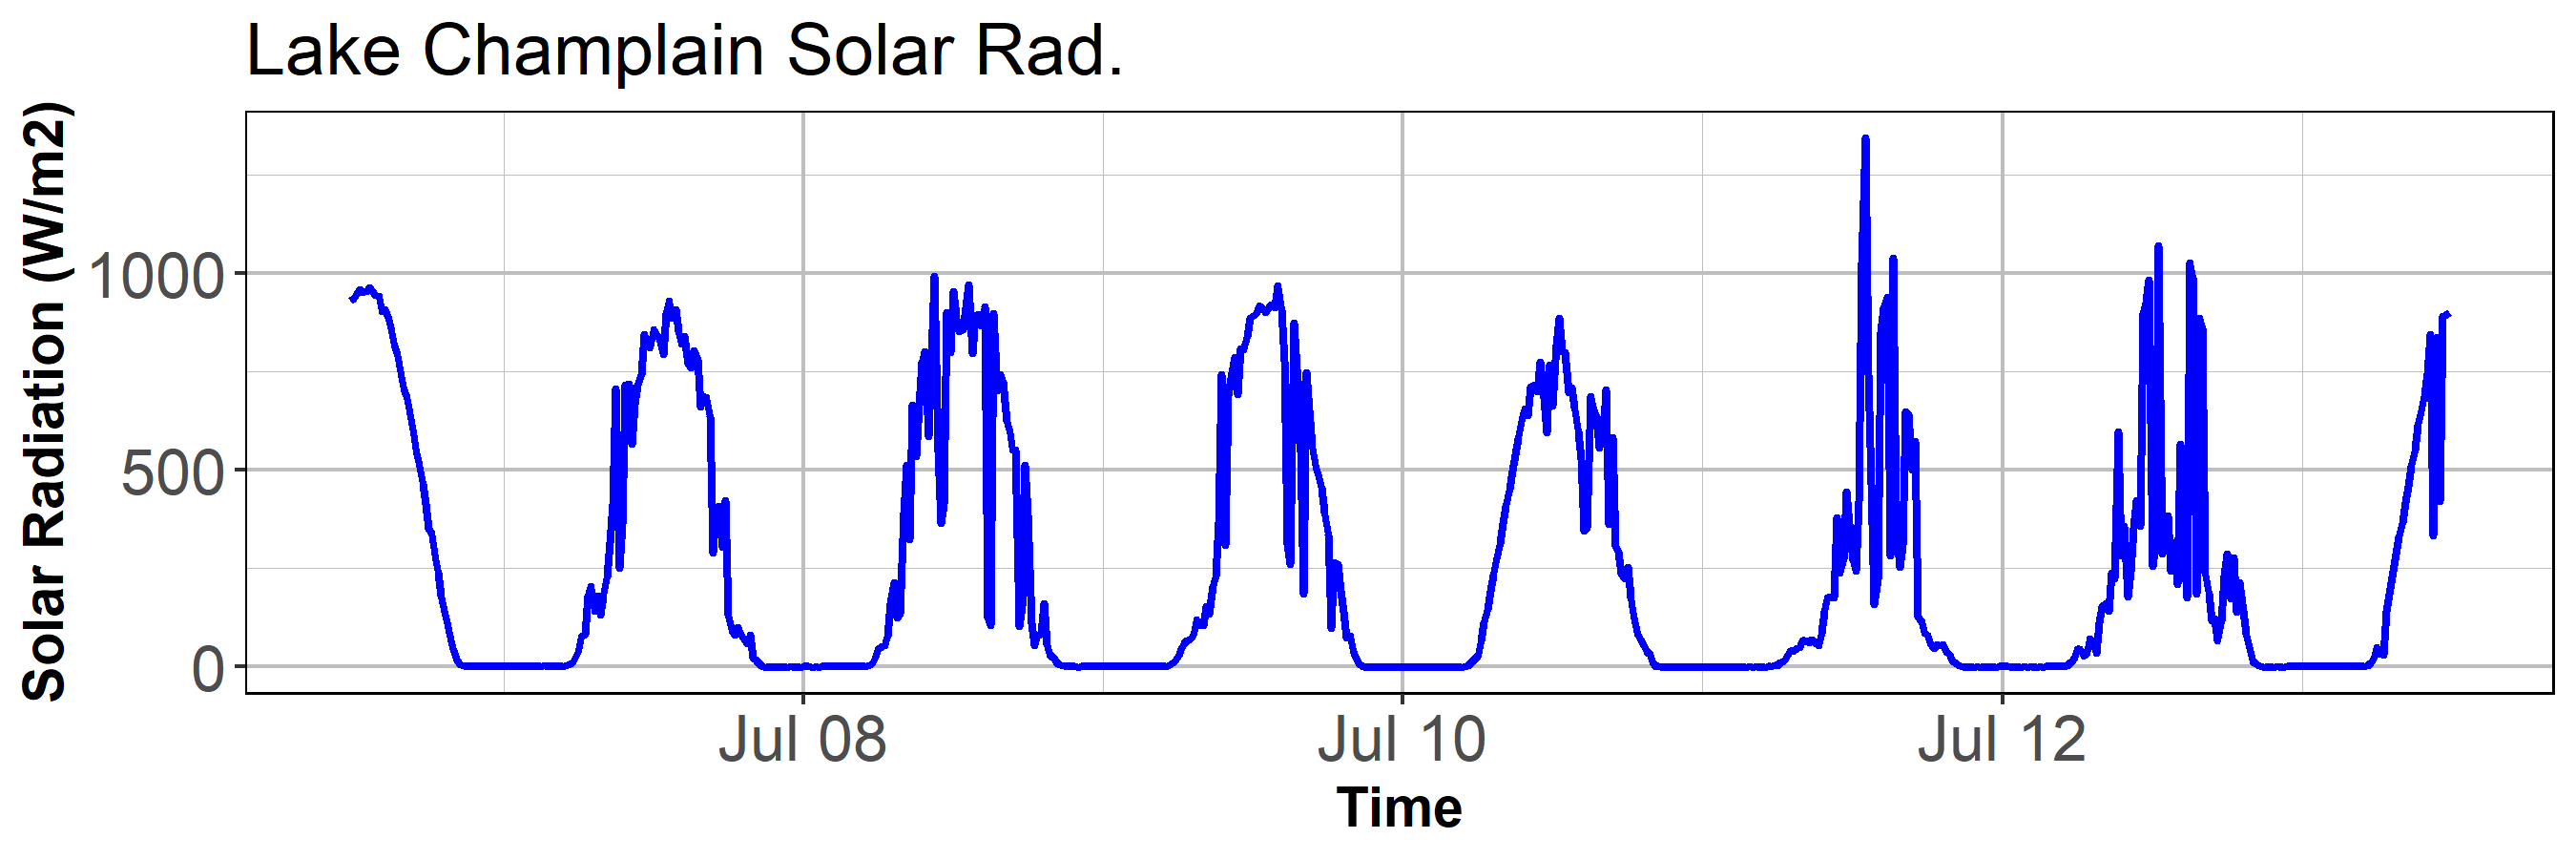 Lake Champlain Solar Rad.
Solar Radiation (W/m2)
1000
500
0
Jul 08
Jul 10
Jul 12
Time